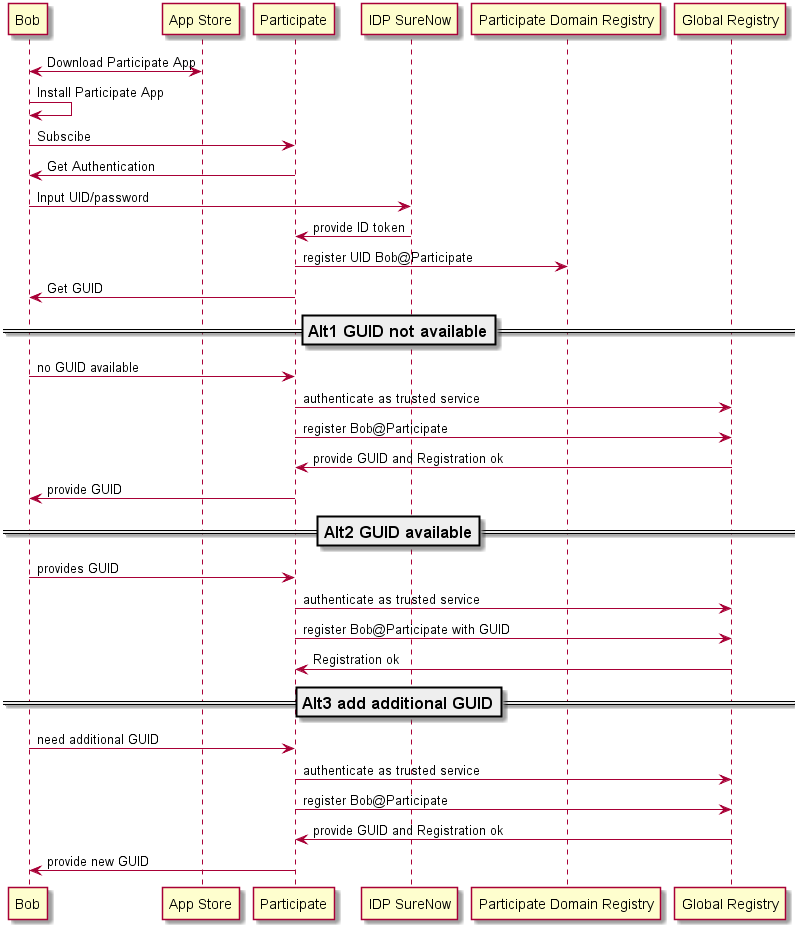 Bob
App Store
Participate
IDP SureNow
Participate Domain Registry
Global Registry
Download Participate App
Install Participate App
Subscibe
Get Authentication
Input UID/password
provide ID token
register UID Bob@Participate
Get GUID
Alt1 GUID not available
no GUID available
authenticate as trusted service
register Bob@Participate
provide GUID and Registration ok
provide GUID
Alt2 GUID available
provides GUID
authenticate as trusted service
register Bob@Participate with GUID
Registration ok
Alt3 add additional GUID
need additional GUID
authenticate as trusted service
register Bob@Participate
provide GUID and Registration ok
provide new GUID
Bob
App Store
Participate
IDP SureNow
Participate Domain Registry
Global Registry